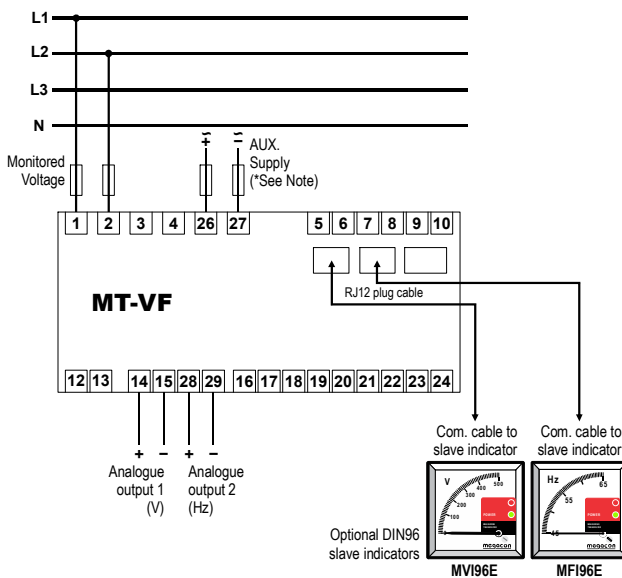 L1
L2
L3
N
Monitored
Voltage
+
AUX.
Supply
(*See Note)
1 2 3 4 26 27 5 6 7 8 9 10
RJ12 plug cable
MT-VF
12 13 14 15 28 29 16 17 18 19 20 21 22 23 24
+ – + –
Analogue
output 1
(V)
Analogue
output 2
(Hz)
Com. cable to
slave indicator
Com. cable to
slave indicator
Optional DIN96
slave indicators
V
0 100 200 300 400 500
POWER
megacon
Hz
45 55 65
POWER
megacon
MVI96E
MFI96E